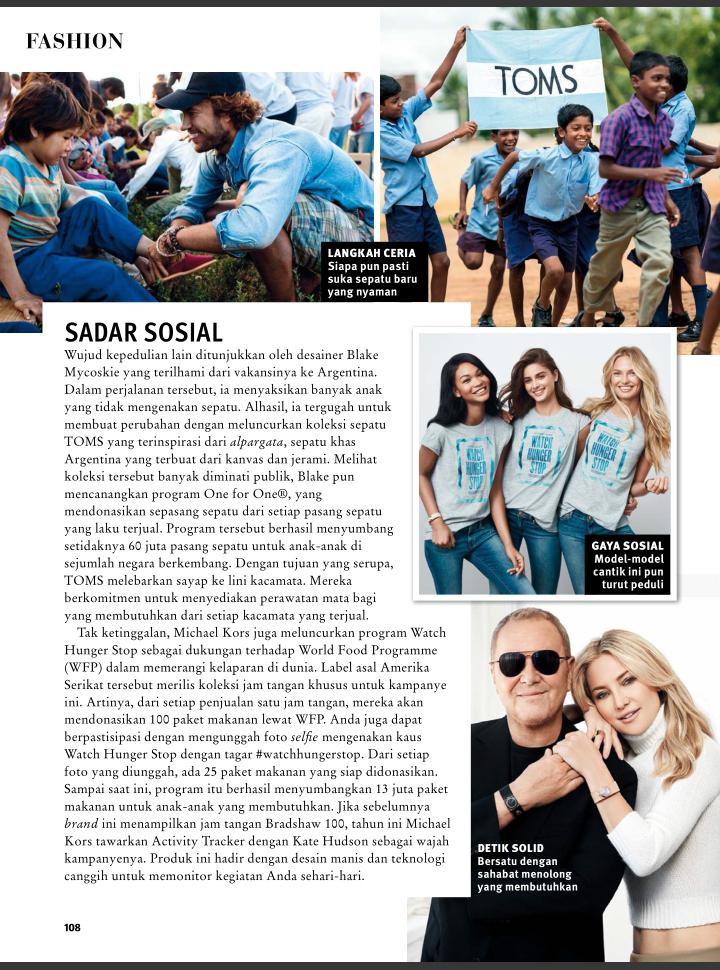 FASHION
TOMS
LANGKAH CERIA
Siapa pun pasti
suka sepatu baru
yang nyaman
SADAR SOSIAL
Wujud kepedulian lain ditunjukkan oleh desainer Blake
Mycoskie yang terilhami dari vakansinya ke Argentina.
Dalam perjalanan tersebut, ia menyaksikan banyak anak
yang tidak mengenakan sepatu. Alhasil, ia tergugah untuk
membuat perubahan dengan meluncurkan koleksi sepatu
TOMS yang terinspirasi dari alpargata, sepatu khas
Argentina yang terbuat dari kanvas dan jerami. Melihat
koleksi tersebut banyak diminati publik, Blake pun
mencanangkan program One for One®, yang
mendonasikan sepasang sepatu dari setiap pasang sepatu
yang laku terjual. Program tersebut berhasil menyumbang
setidaknya 60 juta pasang sepatu untuk anak-anak di
sejumlah negara berkembang. Dengan tujuan yang serupa,
TOMS melebarkan sayap ke lini kacamata. Mereka
berkomitmen untuk menyediakan perawatan mata bagi
yang membutuhkan dari setiap kacamata yang terjual.
Tak ketinggalan, Michael Kors juga meluncurkan program Watch
Hunger Stop sebagai dukungan terhadap World Food Programme
(WFP) dalam memerangi kelaparan di dunia. Label asal Amerika
Serikat tersebut merilis koleksi jam tangan khusus untuk kampanye
ini. Artinya, dari setiap penjualan satu jam tangan, mereka akan
mendonasikan 100 paket makanan lewat WFP. Anda juga dapat
berpastisipasi dengan mengunggah foto selfie mengenakan kaus
Watch Hunger Stop dengan tagar #watchhungerstop. Dari setiap
foto yang diunggah, ada 25 paket makanan yang siap didonasikan.
Sampai saat ini, program itu berhasil menyumbangkan 13 juta paket
makanan untuk anak-anak yang membutuhkan. Jika sebelumnya
brand ini menampilkan jam tangan Bradshaw 100, tahun ini Michael
Kors tawarkan Activity Tracker dengan Kate Hudson sebagai wajah
kampanyenya. Produk ini hadir dengan desain manis dan teknologi
canggih untuk memonitor kegiatan Anda sehari-hari.
WATCH
HUNGER
STOP
WATCH
HUNGER
STOP
WATCH
HUNGER
STOP
GAYA SOSIAL
Model-model
cantik ini pun
turut peduli
DETIK SOLID
Bersatu dengan
sahabat menolong
yang membutuhkan
108